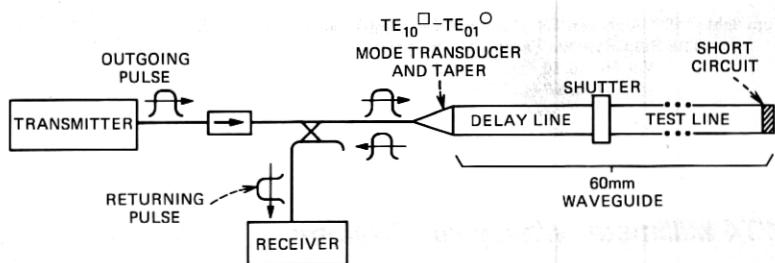 TE10□–TE01○
MODE TRANSDUCER
AND TAPER
SHORT
CIRCUIT
OUTGOING
PULSE
SHUTTER
TRANSMITTER
DELAY LINE
TEST LINE
60mm
WAVEGUIDE
RETURNING
PULSE
RECEIVER